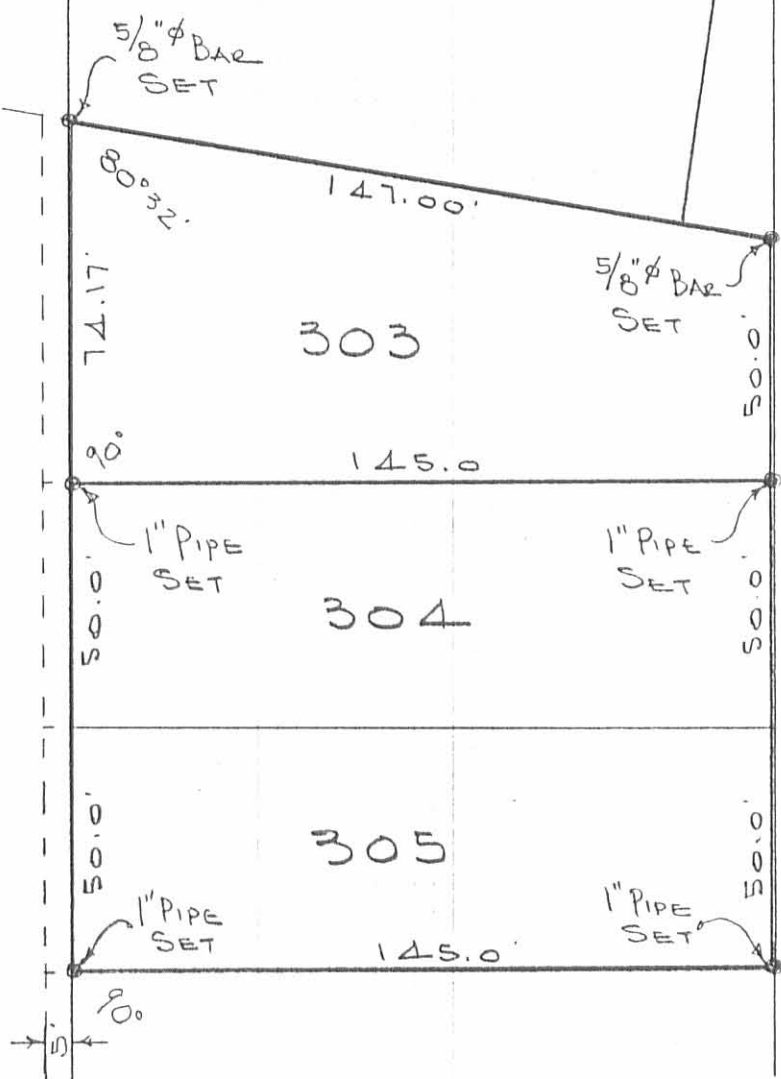 5/8"⌀ BAR
SET
80°32'
147.00'
74.17'
5/8"⌀ BAR
SET
303
50.0'
90°
145.0
1" PIPE
SET
1" PIPE
SET
50.0'
304
50.0'
50.0'
305
50.0'
1" PIPE
SET
1" PIPE
SET
145.0'
90°
5'